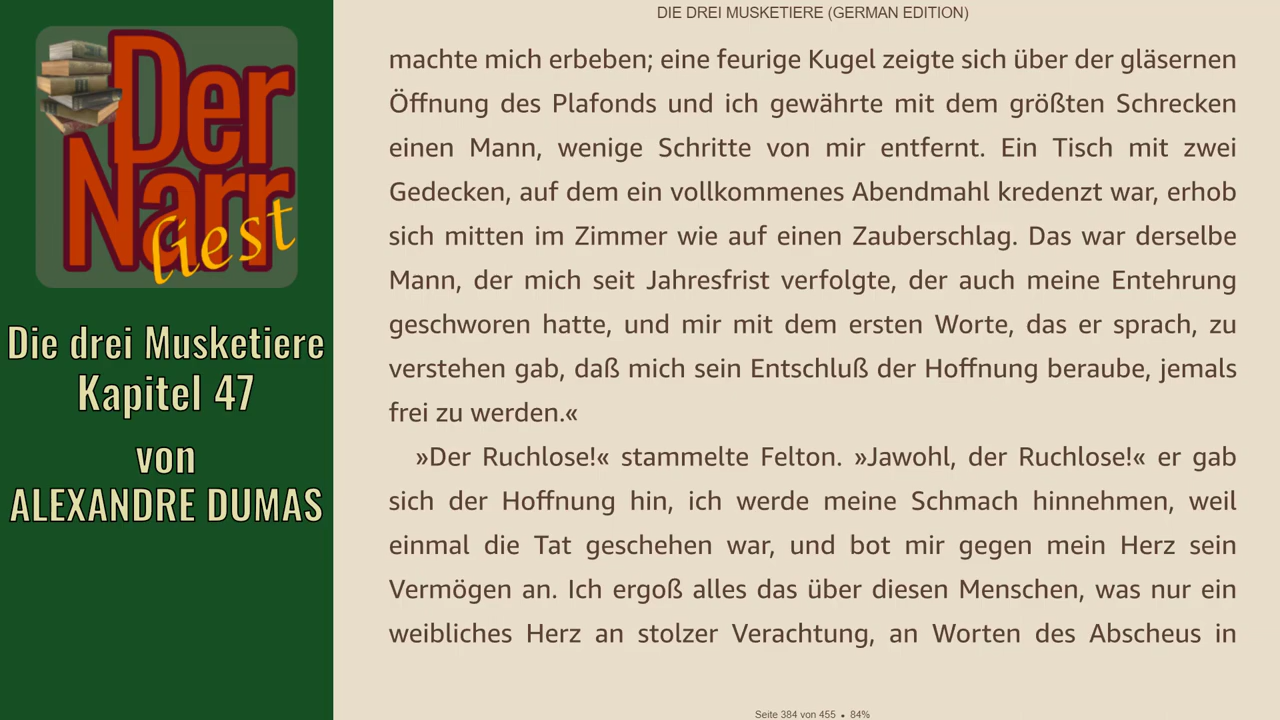 Der
Narr
liest
Die drei Musketiere
Kapitel 47
von
ALEXANDRE DUMAS
DIE DREI MUSKETIERE (GERMAN EDITION)
machte mich erbeben; eine feurige Kugel zeigte sich über der gläsernen
Öffnung des Plafonds und ich gewährte mit dem größten Schrecken
einen Mann, wenige Schritte von mir entfernt. Ein Tisch mit zwei
Gedecken, auf dem ein vollkommenes Abendmahl kredenzt war, erhob
sich mitten im Zimmer wie auf einen Zauberschlag. Das war derselbe
Mann, der mich seit Jahresfrist verfolgte, der auch meine Entehrung
geschworen hatte, und mir mit dem ersten Worte, das er sprach, zu
verstehen gab, daß mich sein Entschluß der Hoffnung beraube, jemals
frei zu werden.«
»Der Ruchlose!« stammelte Felton. »Jawohl, der Ruchlose!« er gab
sich der Hoffnung hin, ich werde meine Schmach hinnehmen, weil
einmal die Tat geschehen war, und bot mir gegen mein Herz sein
Vermögen an. Ich ergoß alles das über diesen Menschen, was nur ein
weibliches Herz an stolzer Verachtung, an Worten des Abscheus in
Seite 384 von 455 • 84%